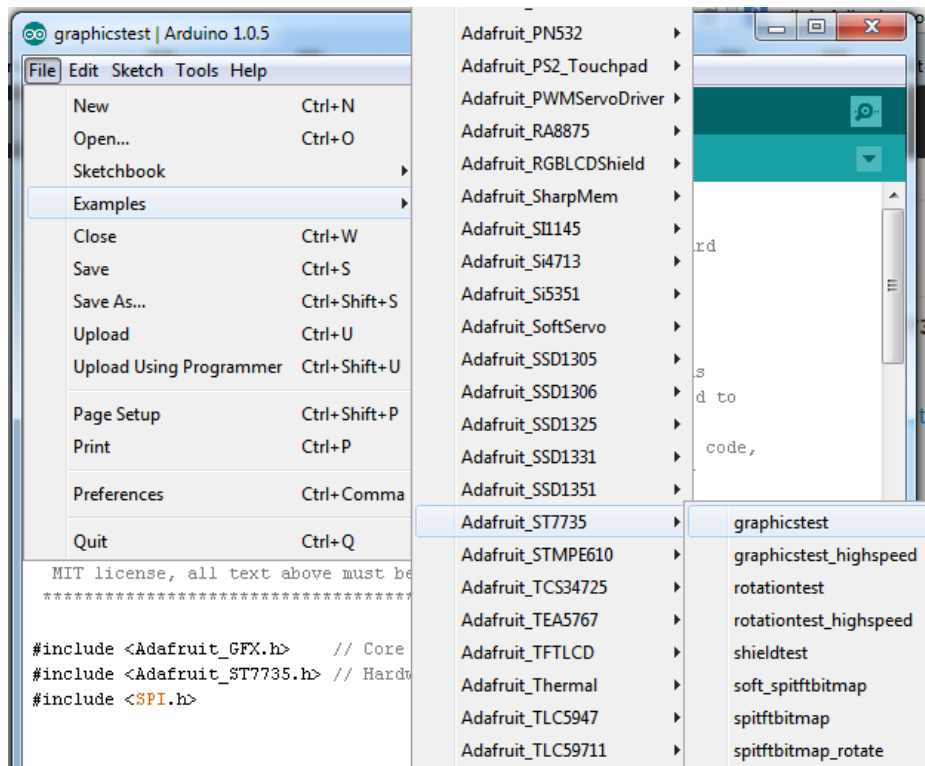 graphicstest | Arduino 1.0.5
File Edit Sketch Tools Help
New Ctrl+N
Open... Ctrl+O
Sketchbook
Examples
Close Ctrl+W
Save Ctrl+S
Save As... Ctrl+Shift+S
Upload Ctrl+U
Upload Using Programmer Ctrl+Shift+U
Page Setup Ctrl+Shift+P
Print Ctrl+P
Preferences Ctrl+Comma
Quit Ctrl+Q
Adafruit_PN532
Adafruit_PS2_Touchpad
Adafruit_PWMServoDriver
Adafruit_RA8875
Adafruit_RGBLCDShield
Adafruit_SharpMem
Adafruit_SI1145
Adafruit_Si4713
Adafruit_Si5351
Adafruit_SoftServo
Adafruit_SSD1305
Adafruit_SSD1306
Adafruit_SSD1325
Adafruit_SSD1331
Adafruit_SSD1351
Adafruit_ST7735
Adafruit_STMPE610
Adafruit_TCS34725
Adafruit_TEA5767
Adafruit_TFTLCD
Adafruit_Thermal
Adafruit_TLC5947
Adafruit_TLC59711
graphicstest
graphicstest_highspeed
rotationtest
rotationtest_highspeed
shieldtest
soft_spitftbitmap
spitftbitmap
spitftbitmap_rotate
d to
code,
MIT license, all text above must be
***********************************
#include <Adafruit_GFX.h> // Core
#include <Adafruit_ST7735.h> // Hardw
#include <SPI.h>